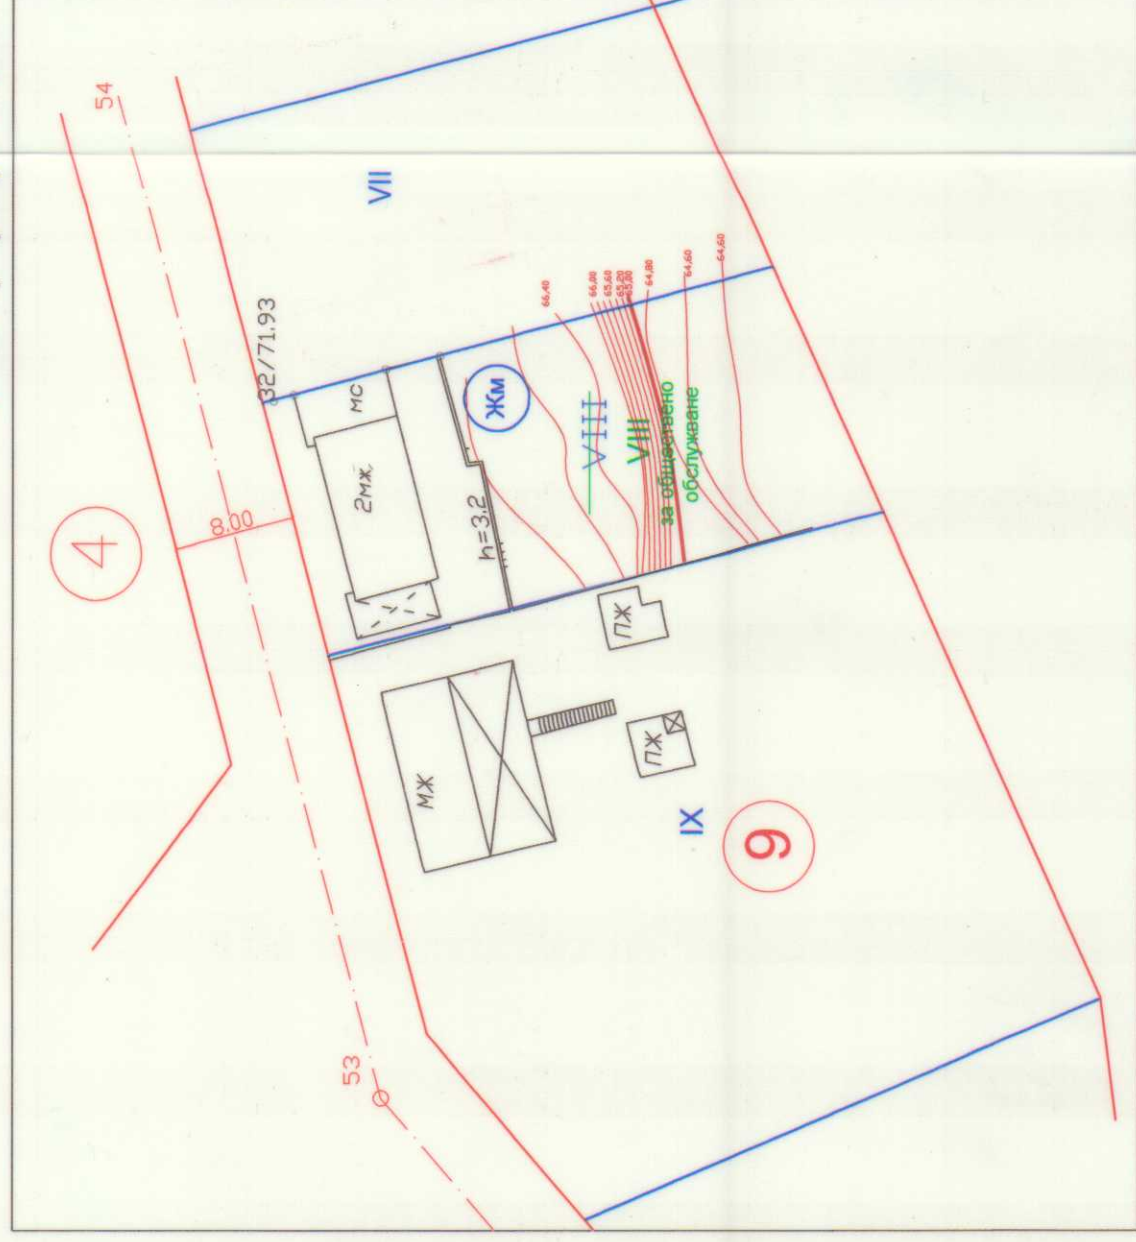 4
54
53
8.00
32/71.93
VII
МС
2МЖ
h=3.2
Жм
66,40
66,00
65,60
65,20
65,00
64,80
64,60
64,60
VIII
VIII
за обществено
обслужване
МЖ
ПЖ
ПЖ
IX
9